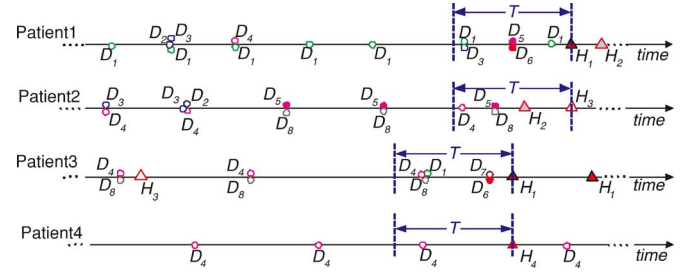 T
Patient1 D₂ D₃ D₄ D₁ D₅
.... D₁ D₁ D₁ D₁ D₁ D₃ D₆ H₁ H₂ .... time
T
Patient2 D₃ D₃ D₂ D₅ D₅ D₅ H₃
.... D₄ D₄ D₈ D₈ D₄ D₈ H₂ .... time
T
Patient3 D₄ D₄ D₄ D₁ D₇
.... D₈ H₃ D₈ D₈ D₆ H₁ H₁ time
T
Patient4
.... D₄ D₄ D₄ H₄ D₄ .... time